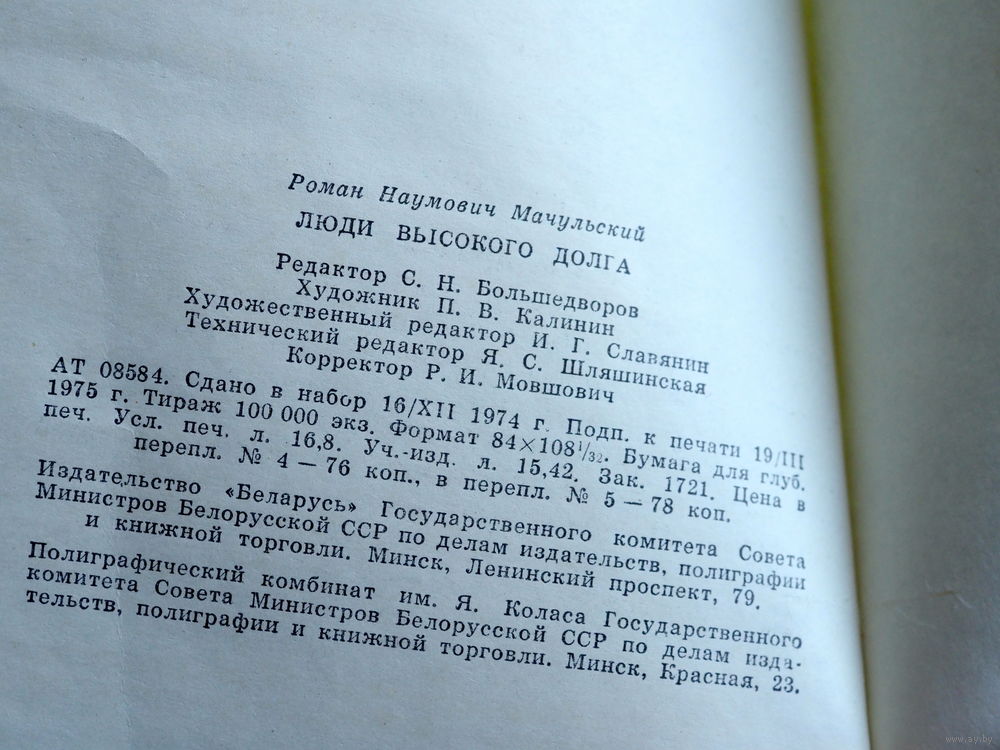 Роман Наумович Мачульский
ЛЮДИ ВЫСОКОГО ДОЛГА
Редактор С. Н. Большедворов
Художник П. В. Калинин
Художественный редактор И. Г. Славянин
Технический редактор Я. С. Шляшинская
Корректор Р. И. Мовшович
АТ 08584. Сдано в набор 16/XII 1974 г. Подп. к печати 19/III
1975 г. Тираж 100 000 экз. Формат 84×108 1/32. Бумага для глуб.
печ. Усл. печ. л. 16,8. Уч.-изд. л. 15,42. Зак. 1721. Цена в
перепл. № 4 — 76 коп., в перепл. № 5 — 78 коп.
Издательство «Беларусь» Государственного комитета Совета
Министров Белорусской ССР по делам издательств, полиграфии
и книжной торговли. Минск, Ленинский проспект, 79.
Полиграфический комбинат им. Я. Коласа Государственного
комитета Совета Министров Белорусской ССР по делам изда-
тельств, полиграфии и книжной торговли. Минск, Красная, 23.
www.ay.by